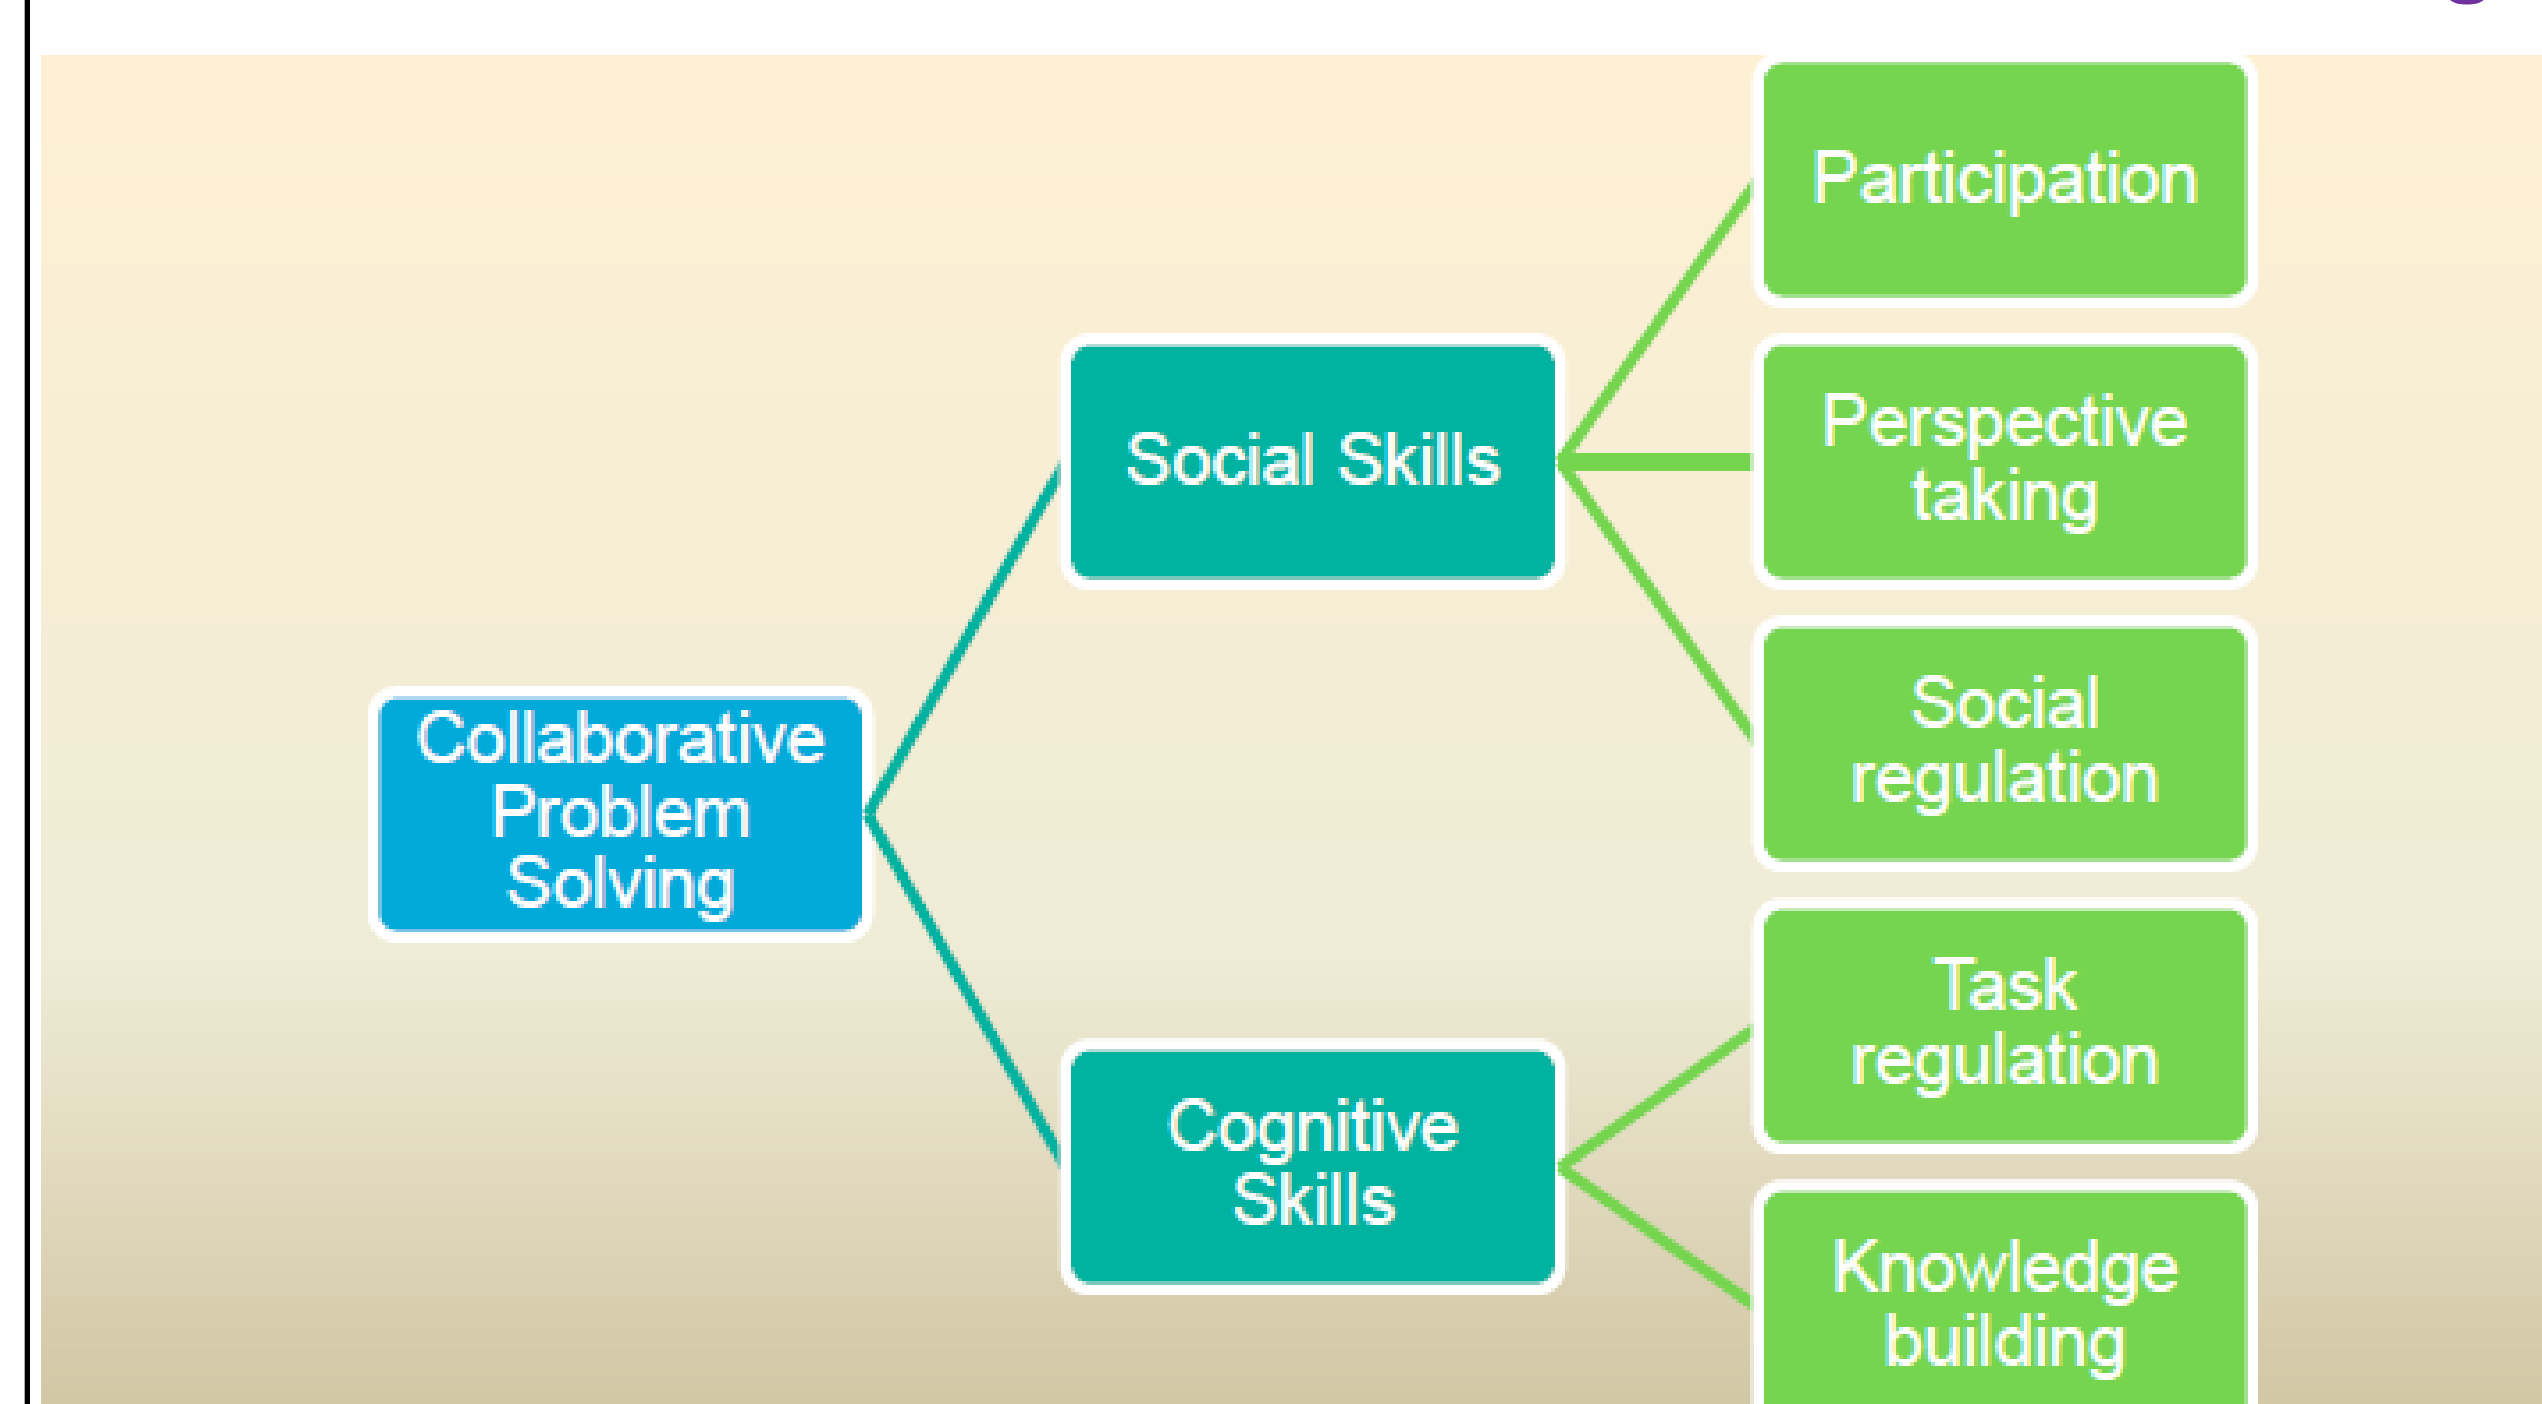 Participation
Perspective
taking
Social Skills
Social
regulation
Collaborative
Problem
Solving
Task
regulation
Cognitive
Skills
Knowledge
building